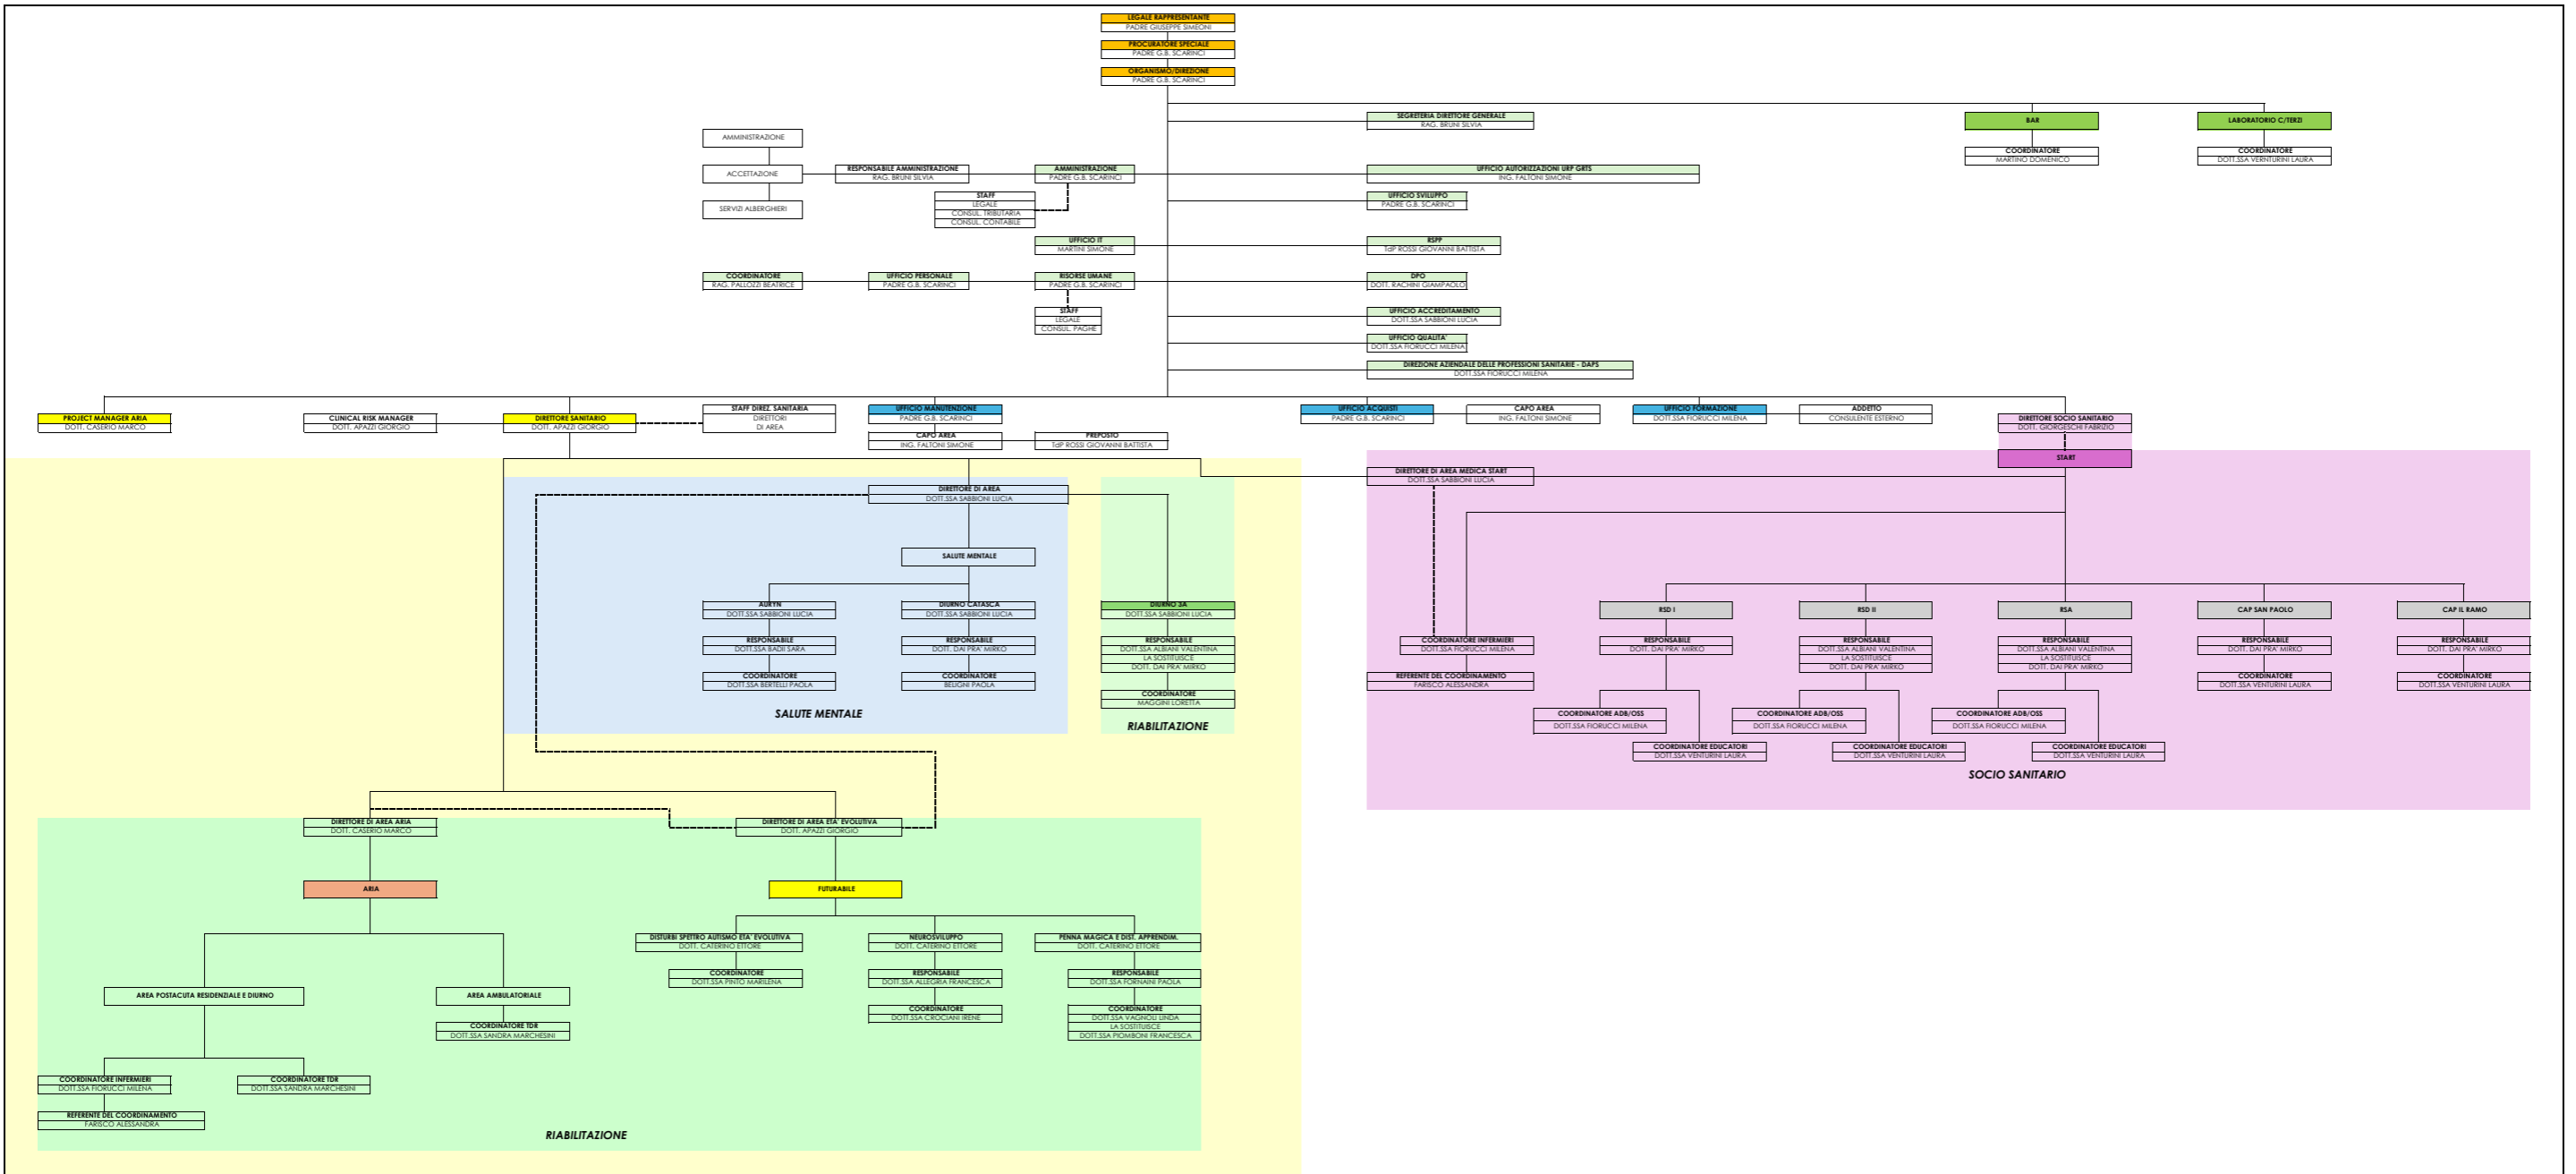 LEGALE RAPPRESENTANTE
PADRE GIUSEPPE SIMEONI
PROCURATORE SPECIALE
PADRE G.B. SCARINCI
ORGANISMO/DIREZIONE
PADRE G.B. SCARINCI
SEGRETERIA DIRETTORE GENERALE
RAG. BRUNI SILVIA
BAR
COORDINATORE
MARTINO DOMENICO
LABORATORIO C/TERZI
COORDINATORE
DOTT.SSA VERNTURINI LAURA
AMMINISTRAZIONE
ACCETTAZIONE
SERVIZI ALBERGHIERI
RESPONSABILE AMMINISTRAZIONE
RAG. BRUNI SILVIA
AMMINISTRAZIONE
PADRE G.B. SCARINCI
STAFF
LEGALE
CONSUL. TRIBUTARIA
CONSUL. CONTABILE
UFFICIO AUTORIZZAZIONI URP GRTS
ING. FALTONI SIMONE
UFFICIO SVILUPPO
PADRE G.B. SCARINCI
UFFICIO IT
MARTINI SIMONE
RSPP
TdP ROSSI GIOVANNI BATTISTA
COORDINATORE
RAG. PALLOZZI BEATRICE
UFFICIO PERSONALE
PADRE G.B. SCARINCI
RISORSE UMANE
PADRE G.B. SCARINCI
DPO
DOTT. RACHINI GIAMPAOLO
STAFF
LEGALE
CONSUL. PAGHE
UFFICIO ACCREDITAMENTO
DOTT.SSA SABBIONI LUCIA
UFFICIO QUALITA'
DOTT.SSA FIORUCCI MILENA
DIREZIONE AZIENDALE DELLE PROFESSIONI SANITARIE - DAPS
DOTT.SSA FIORUCCI MILENA
PROJECT MANAGER ARIA
DOTT. CASERIO MARCO
CLINICAL RISK MANAGER
DOTT. APAZZI GIORGIO
DIRETTORE SANITARIO
DOTT. APAZZI GIORGIO
STAFF DIREZ. SANITARIA
DIRETTORI
DI AREA
UFFICIO MANUTENZIONE
PADRE G.B. SCARINCI
CAPO AREA
ING. FALTONI SIMONE
PREPOSTO
TdP ROSSI GIOVANNI BATTISTA
UFFICIO ACQUISTI
PADRE G.B. SCARINCI
CAPO AREA
ING. FALTONI SIMONE
UFFICIO FORMAZIONE
DOTT.SSA FIORUCCI MILENA
ADDETTO
CONSULENTE ESTERNO
DIRETTORE SOCIO SANITARIO
DOTT. GIORGESCHI FABRIZIO
START
DIRETTORE DI AREA MEDICA START
DOTT.SSA SABBIONI LUCIA
DIRETTORE DI AREA
DOTT.SSA SABBIONI LUCIA
SALUTE MENTALE
AURYN
DOTT.SSA SABBIONI LUCIA
RESPONSABILE
DOTT.SSA BADII SARA
COORDINATORE
DOTT.SSA BERTELLI PAOLA
DIURNO CATASCA
DOTT.SSA SABBIONI LUCIA
RESPONSABILE
DOTT. DAI PRA' MIRKO
COORDINATORE
BELIGNI PAOLA
SALUTE MENTALE
DIURNO 3A
DOTT.SSA SABBIONI LUCIA
RESPONSABILE
DOTT.SSA ALBIANI VALENTINA
LA SOSTITUISCE
DOTT. DAI PRA' MIRKO
COORDINATORE
MAGGINI LORETTA
RIABILITAZIONE
COORDINATORE INFERMIERI
DOTT.SSA FIORUCCI MILENA
REFERENTE DEL COORDINAMENTO
FARISCO ALESSANDRA
RSD I
RESPONSABILE
DOTT. DAI PRA' MIRKO
COORDINATORE ADB/OSS
DOTT.SSA FIORUCCI MILENA
COORDINATORE EDUCATORI
DOTT.SSA VENTURINI LAURA
RSD II
RESPONSABILE
DOTT.SSA ALBIANI VALENTINA
LA SOSTITUISCE
DOTT. DAI PRA' MIRKO
COORDINATORE ADB/OSS
DOTT.SSA FIORUCCI MILENA
COORDINATORE EDUCATORI
DOTT.SSA VENTURINI LAURA
RSA
RESPONSABILE
DOTT.SSA ALBIANI VALENTINA
LA SOSTITUISCE
DOTT. DAI PRA' MIRKO
COORDINATORE ADB/OSS
DOTT.SSA FIORUCCI MILENA
COORDINATORE EDUCATORI
DOTT.SSA VENTURINI LAURA
CAP SAN PAOLO
RESPONSABILE
DOTT. DAI PRA' MIRKO
COORDINATORE
DOTT.SSA VENTURINI LAURA
CAP IL RAMO
RESPONSABILE
DOTT. DAI PRA' MIRKO
COORDINATORE
DOTT.SSA VENTURINI LAURA
SOCIO SANITARIO
DIRETTORE DI AREA ARIA
DOTT. CASERIO MARCO
DIRETTORE DI AREA ETA' EVOLUTIVA
DOTT. APAZZI GIORGIO
ARIA
FUTURABILE
DISTURBI SPETTRO AUTISMO ETA' EVOLUTIVA
DOTT. CATERINO ETTORE
COORDINATORE
DOTT.SSA PINTO MARILENA
NEUROSVILUPPO
DOTT. CATERINO ETTORE
RESPONSABILE
DOTT.SSA ALLEGRIA FRANCESCA
COORDINATORE
DOTT.SSA CROCIANI IRENE
PENNA MAGICA E DIST. APPRENDIM.
DOTT. CATERINO ETTORE
RESPONSABILE
DOTT.SSA FORNAINI PAOLA
COORDINATORE
DOTT.SSA VAGNOLI LINDA
LA SOSTITUISCE
DOTT.SSA PIOMBONI FRANCESCA
AREA POSTACUTA RESIDENZIALE E DIURNO
AREA AMBULATORIALE
COORDINATORE TDR
DOTT.SSA SANDRA MARCHESINI
COORDINATORE INFERMIERI
DOTT.SSA FIORUCCI MILENA
COORDINATORE TDR
DOTT.SSA SANDRA MARCHESINI
REFERENTE DEL COORDINAMENTO
FARISCO ALESSANDRA
RIABILITAZIONE